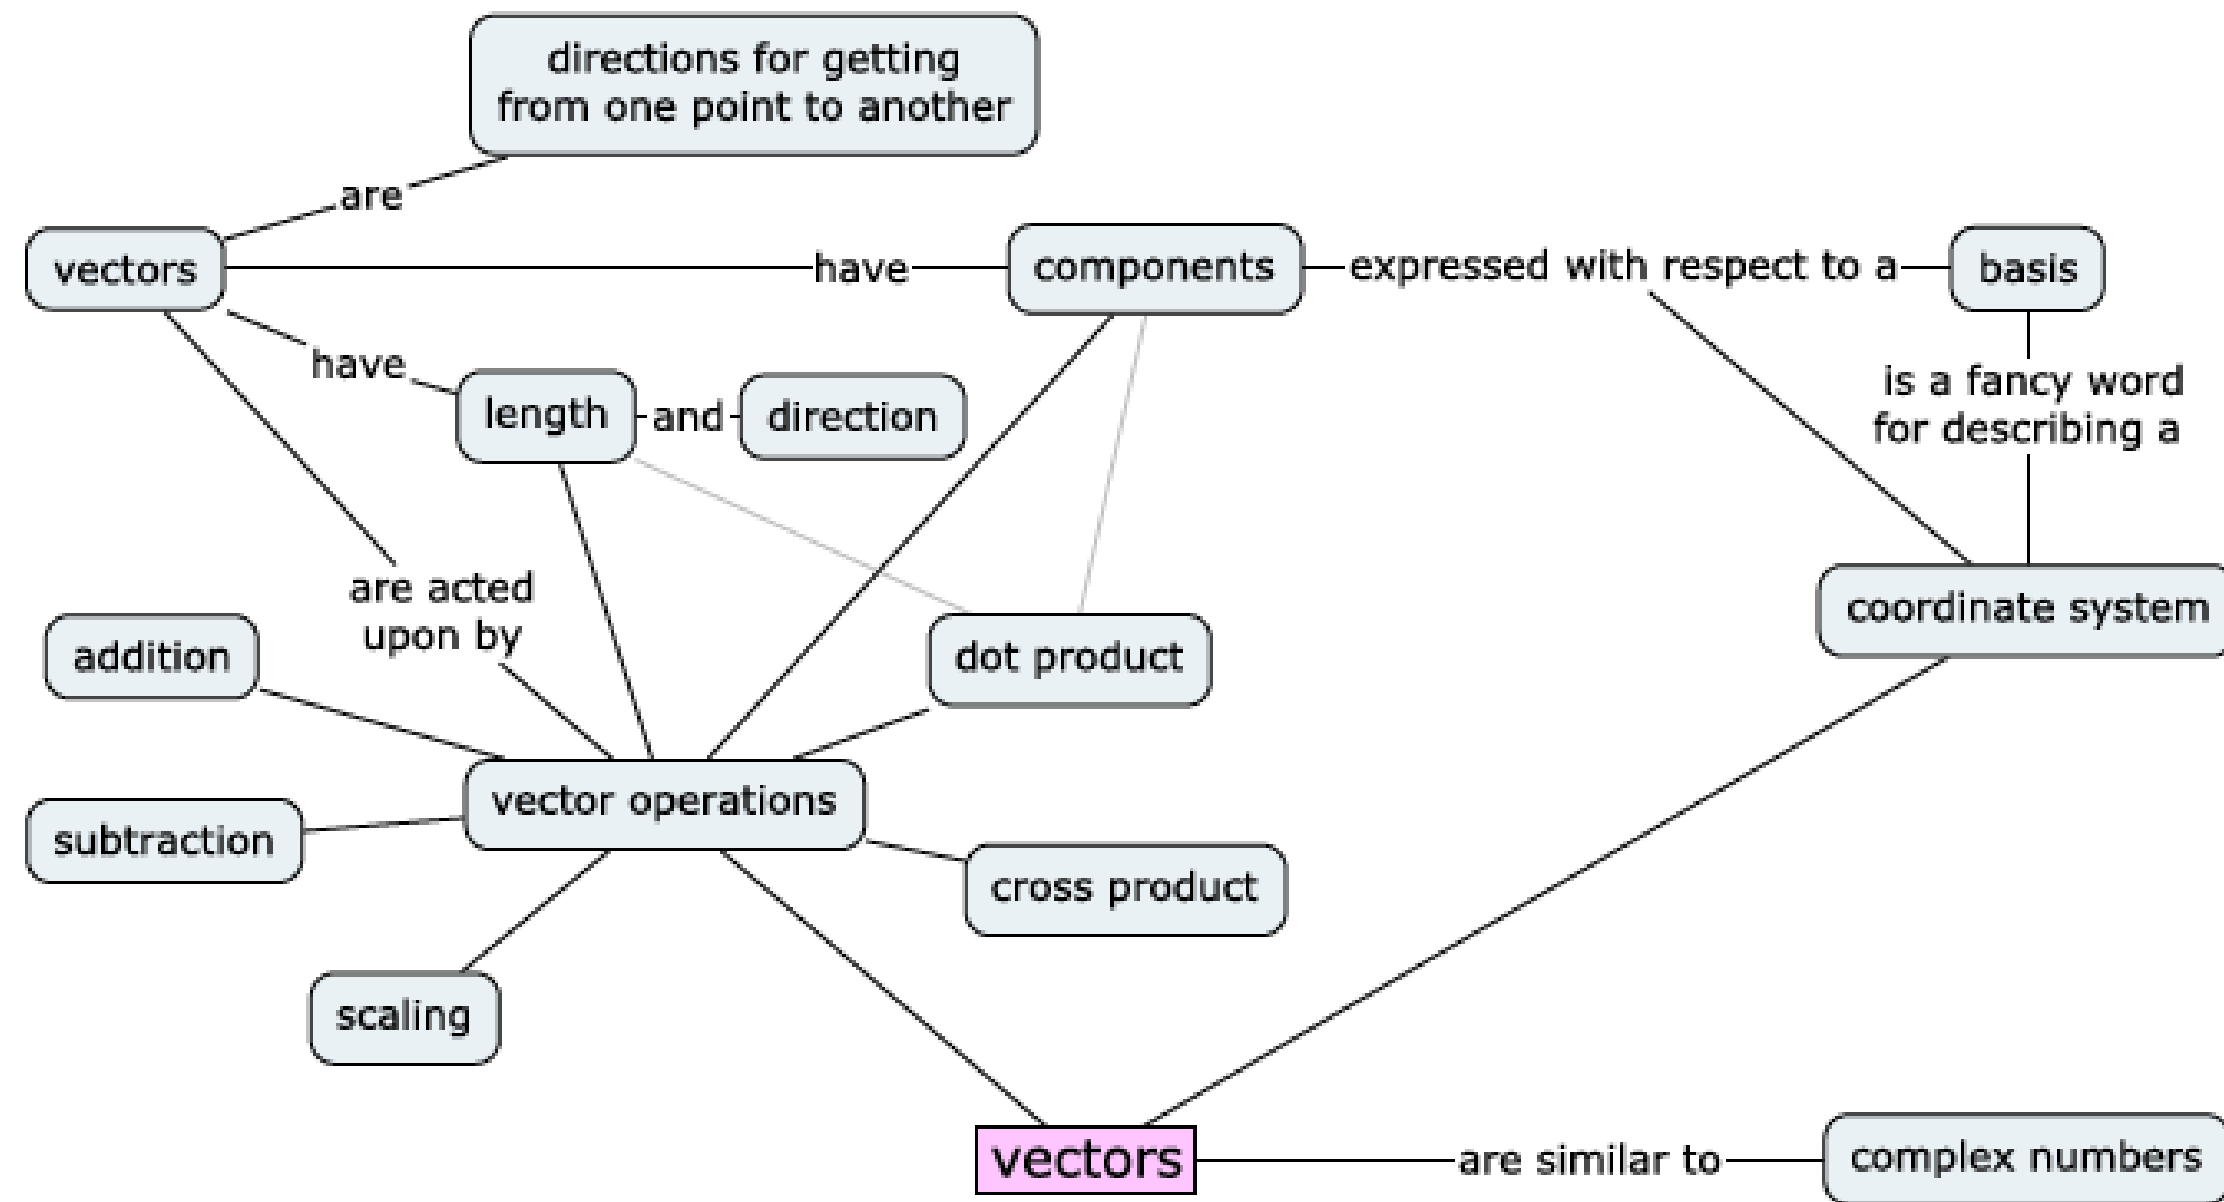 directions for getting
from one point to another
are
vectors
have
components
expressed with respect to a
basis
have
length
and
direction
is a fancy word
for describing a
are acted
upon by
addition
dot product
coordinate system
vector operations
subtraction
cross product
scaling
vectors
are similar to
complex numbers